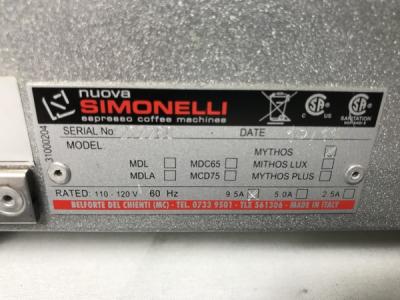 nuova
SIMONELLI
espresso coffee machines
SERIAL No. DATE
MODEL:
MYTHOS
MDL MDC65 MITHOS LUX
MDLA MCD75 MYTHOS PLUS
RATED: 110 - 120 V 60 Hz 9.5A 5.0A 2.5A
BELFORTE DEL CHIENTI (MC) - TEL. 0733 9501 - TLX 561306 - MADE IN ITALY
31000204